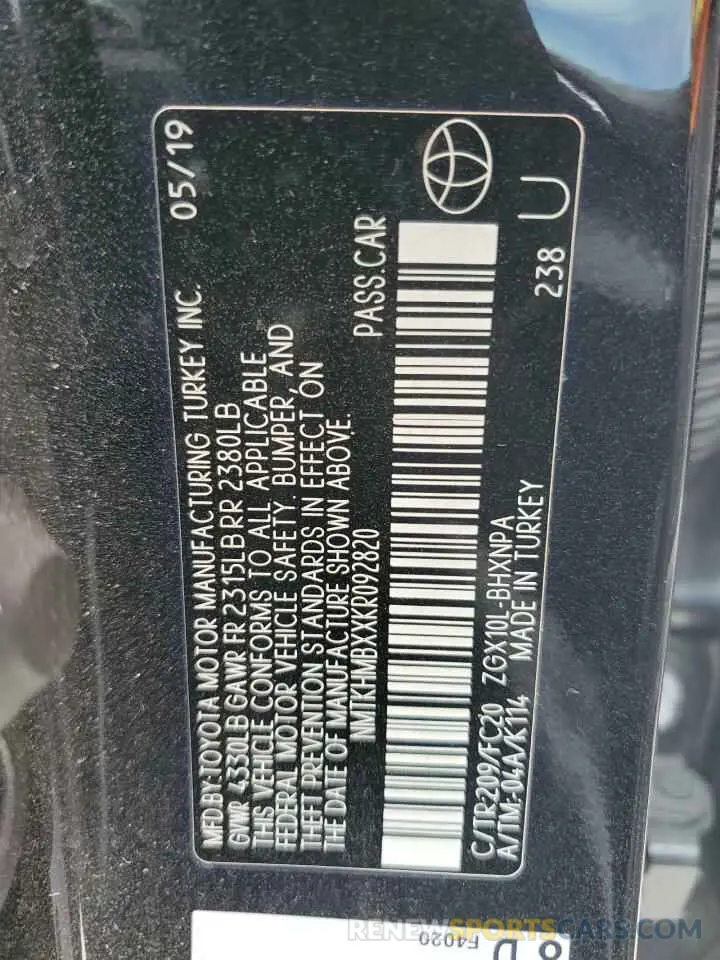 MFD BY:TOYOTA MOTOR MANUFACTURING TURKEY INC. 05/19
GVWR 4330LB GAWR FR 2315LB RR 2380LB
THIS VEHICLE CONFORMS TO ALL APPLICABLE
FEDERAL MOTOR VEHICLE SAFETY, BUMPER, AND
THEFT PREVENTION STANDARDS IN EFFECT ON
THE DATE OF MANUFACTURE SHOWN ABOVE.
NMTKHMBXXKR092820 PASS.CAR
C/TR:209/FC20 ZGX10L-BHXNPA 238
A/TM:04A/K114 MADE IN TURKEY U
F4020
D
REPOSSESSED-CARS.COM